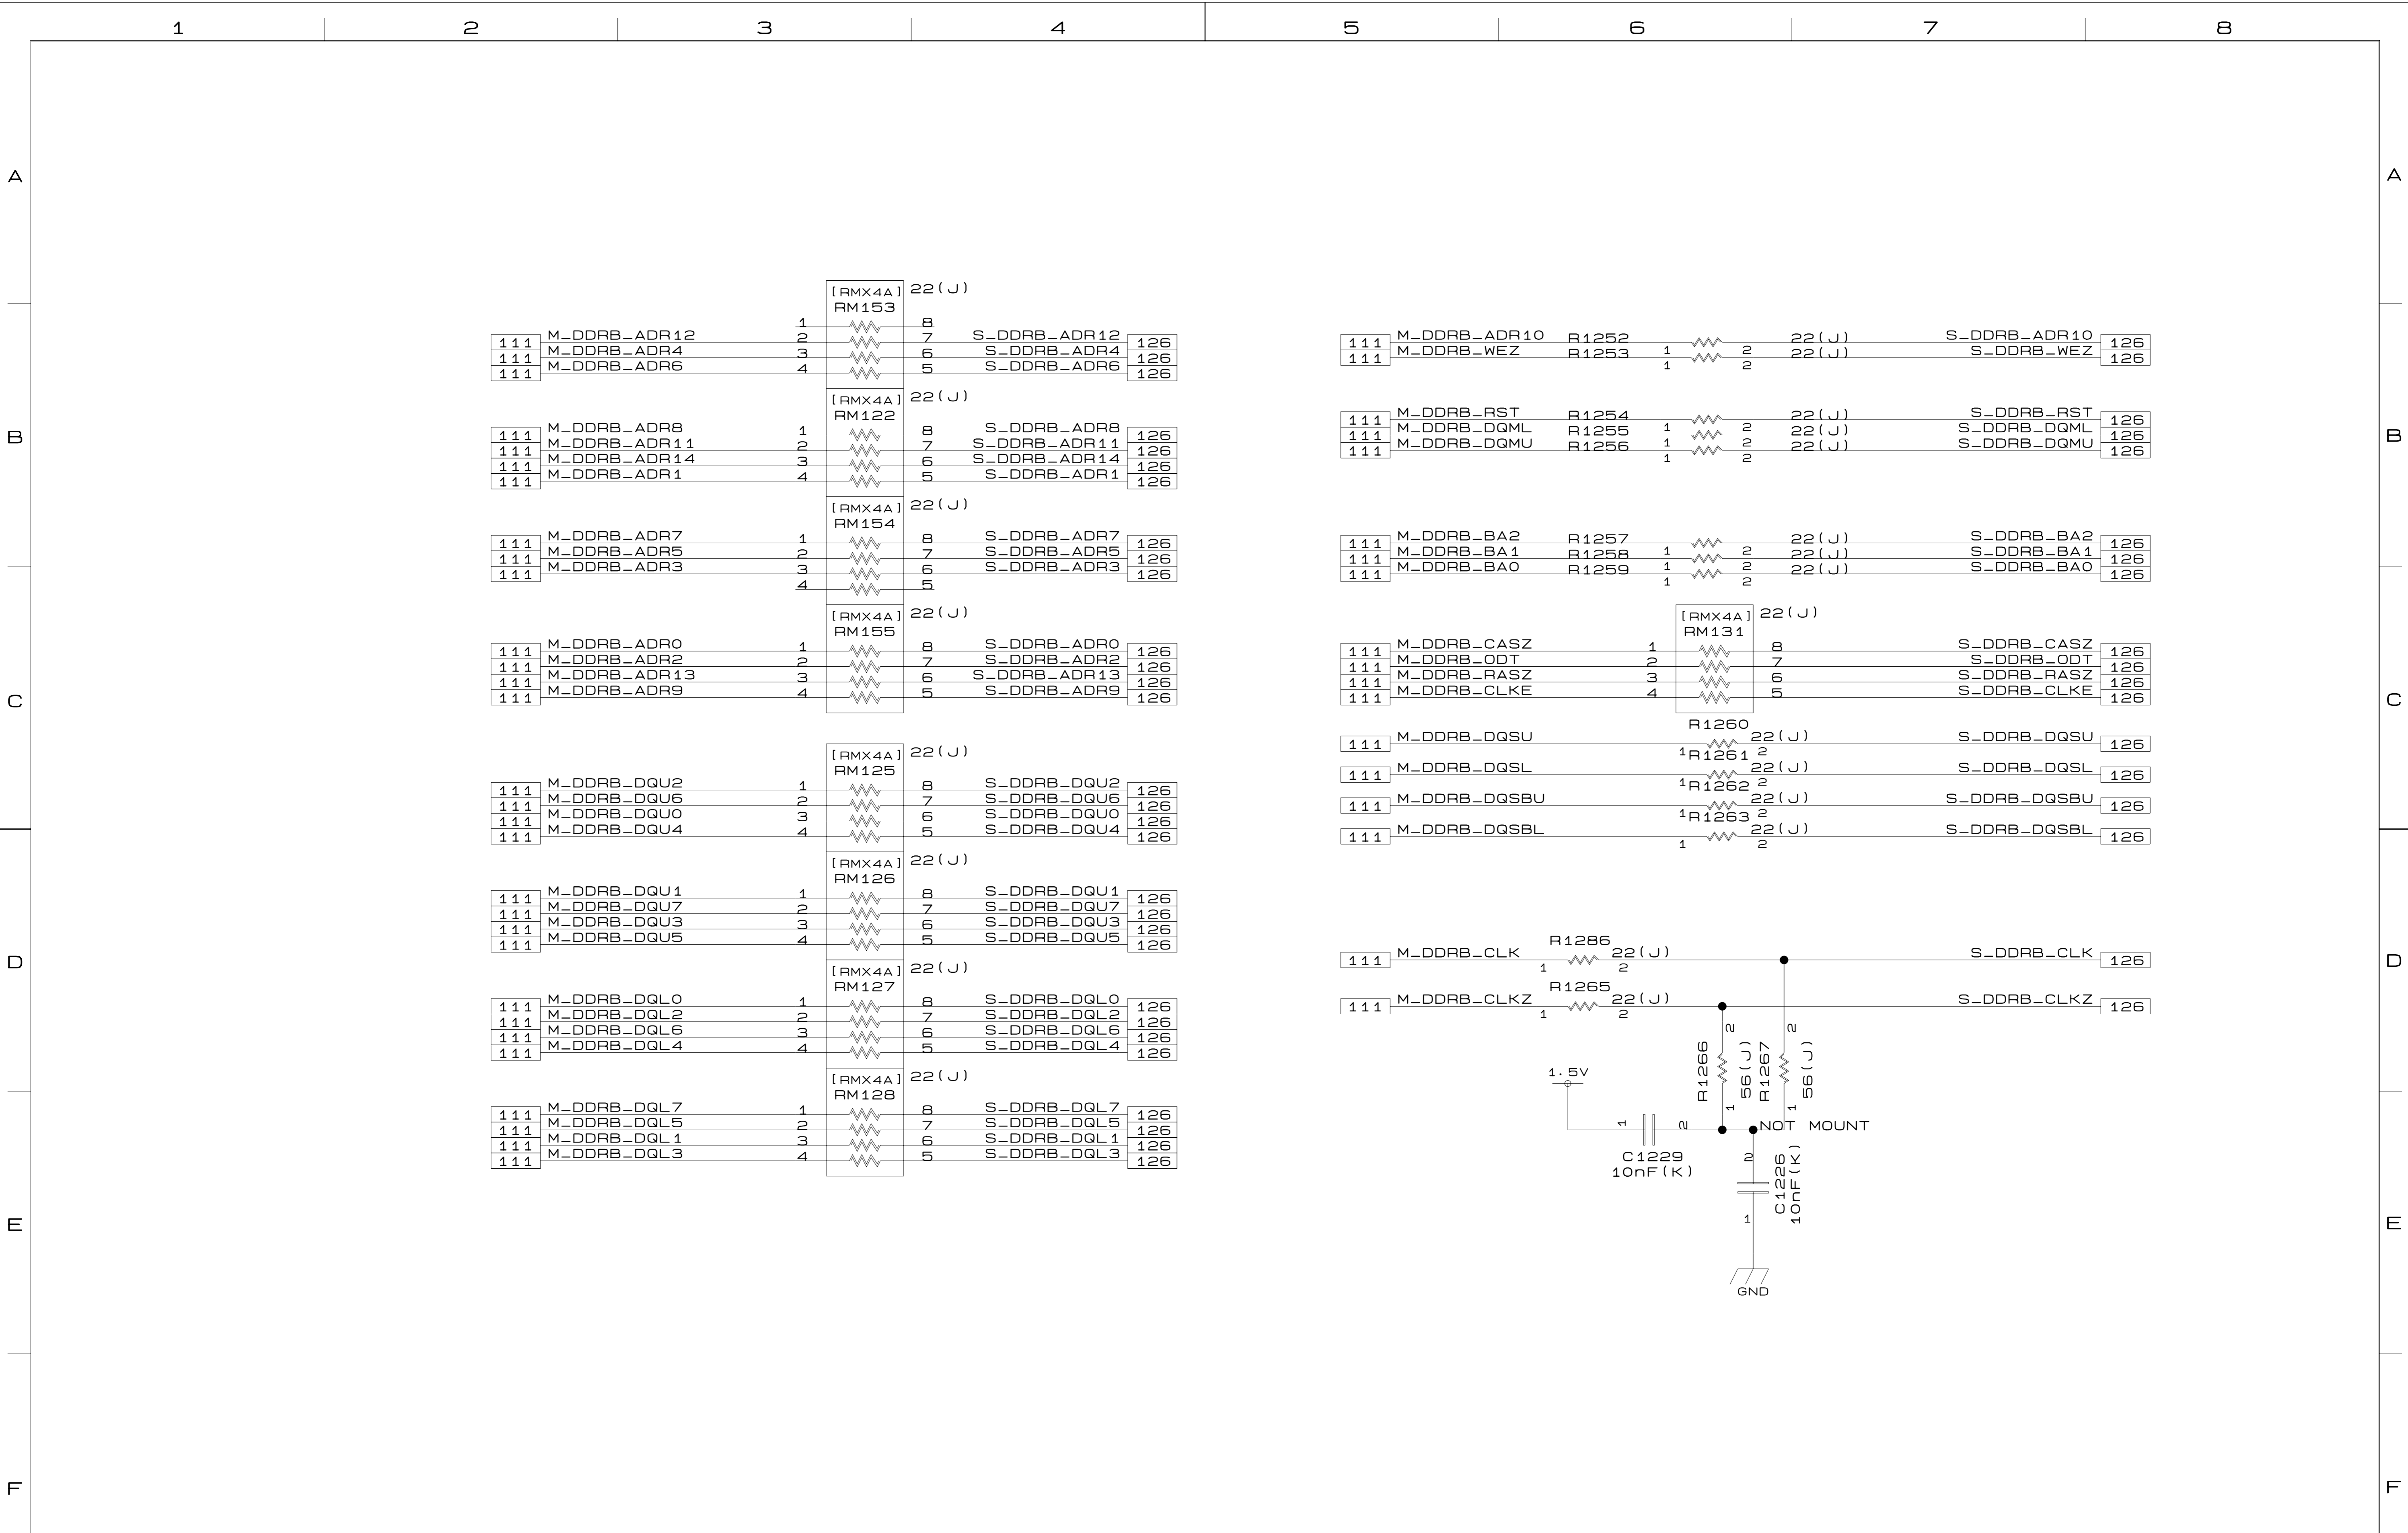 1 2 3 4 5 6 7 8
A A
[RMX4A] 22(J)
RM153
1 8
111 M_DDRB_ADR12 2 7 S_DDRB_ADR12 126
111 M_DDRB_ADR4 3 6 S_DDRB_ADR4 126
111 M_DDRB_ADR6 4 5 S_DDRB_ADR6 126
[RMX4A] 22(J)
RM122
B
111 M_DDRB_ADR8 1 8 S_DDRB_ADR8 126
111 M_DDRB_ADR11 2 7 S_DDRB_ADR11 126
111 M_DDRB_ADR14 3 6 S_DDRB_ADR14 126
111 M_DDRB_ADR1 4 5 S_DDRB_ADR1 126
[RMX4A] 22(J)
RM154
111 M_DDRB_ADR7 1 8 S_DDRB_ADR7 126
111 M_DDRB_ADR5 2 7 S_DDRB_ADR5 126
111 M_DDRB_ADR3 3 6 S_DDRB_ADR3 126
4 5
[RMX4A] 22(J)
RM155
111 M_DDRB_ADR0 1 8 S_DDRB_ADR0 126
111 M_DDRB_ADR2 2 7 S_DDRB_ADR2 126
111 M_DDRB_ADR13 3 6 S_DDRB_ADR13 126
111 M_DDRB_ADR9 4 5 S_DDRB_ADR9 126
C
[RMX4A] 22(J)
RM125
111 M_DDRB_DQU2 1 8 S_DDRB_DQU2 126
111 M_DDRB_DQU6 2 7 S_DDRB_DQU6 126
111 M_DDRB_DQU0 3 6 S_DDRB_DQU0 126
111 M_DDRB_DQU4 4 5 S_DDRB_DQU4 126
[RMX4A] 22(J)
RM126
111 M_DDRB_DQU1 1 8 S_DDRB_DQU1 126
111 M_DDRB_DQU7 2 7 S_DDRB_DQU7 126
111 M_DDRB_DQU3 3 6 S_DDRB_DQU3 126
111 M_DDRB_DQU5 4 5 S_DDRB_DQU5 126
D
[RMX4A] 22(J)
RM127
111 M_DDRB_DQL0 1 8 S_DDRB_DQL0 126
111 M_DDRB_DQL2 2 7 S_DDRB_DQL2 126
111 M_DDRB_DQL6 3 6 S_DDRB_DQL6 126
111 M_DDRB_DQL4 4 5 S_DDRB_DQL4 126
[RMX4A] 22(J)
RM128
111 M_DDRB_DQL7 1 8 S_DDRB_DQL7 126
111 M_DDRB_DQL5 2 7 S_DDRB_DQL5 126
111 M_DDRB_DQL1 3 6 S_DDRB_DQL1 126
111 M_DDRB_DQL3 4 5 S_DDRB_DQL3 126
E
F
111 M_DDRB_ADR10 R1252 1 2 22(J) S_DDRB_ADR10 126
111 M_DDRB_WEZ R1253 1 2 22(J) S_DDRB_WEZ 126
111 M_DDRB_RST R1254 1 2 22(J) S_DDRB_RST 126
111 M_DDRB_DQML R1255 1 2 22(J) S_DDRB_DQML 126
111 M_DDRB_DQMU R1256 1 2 22(J) S_DDRB_DQMU 126
B
111 M_DDRB_BA2 R1257 1 2 22(J) S_DDRB_BA2 126
111 M_DDRB_BA1 R1258 1 2 22(J) S_DDRB_BA1 126
111 M_DDRB_BA0 R1259 1 2 22(J) S_DDRB_BA0 126
[RMX4A] 22(J)
RM131
111 M_DDRB_CASZ 1 8 S_DDRB_CASZ 126
111 M_DDRB_ODT 2 7 S_DDRB_ODT 126
111 M_DDRB_RASZ 3 6 S_DDRB_RASZ 126
111 M_DDRB_CLKE 4 5 S_DDRB_CLKE 126
C
R1260
111 M_DDRB_DQSU 1 2 22(J) S_DDRB_DQSU 126
R1261
111 M_DDRB_DQSL 1 2 22(J) S_DDRB_DQSL 126
R1262
111 M_DDRB_DQSBU 1 2 22(J) S_DDRB_DQSBU 126
R1263
111 M_DDRB_DQSBL 1 2 22(J) S_DDRB_DQSBL 126
R1286
111 M_DDRB_CLK 1 2 22(J) S_DDRB_CLK 126
D
R1265
111 M_DDRB_CLKZ 1 2 22(J) S_DDRB_CLKZ 126
R1266 2 1 56(J)
R1267 2 1 56(J)
1.5V
1 2
C1229
10nF(K)
NOT MOUNT
2 1
C1226
10nF(K)
GND
E
F